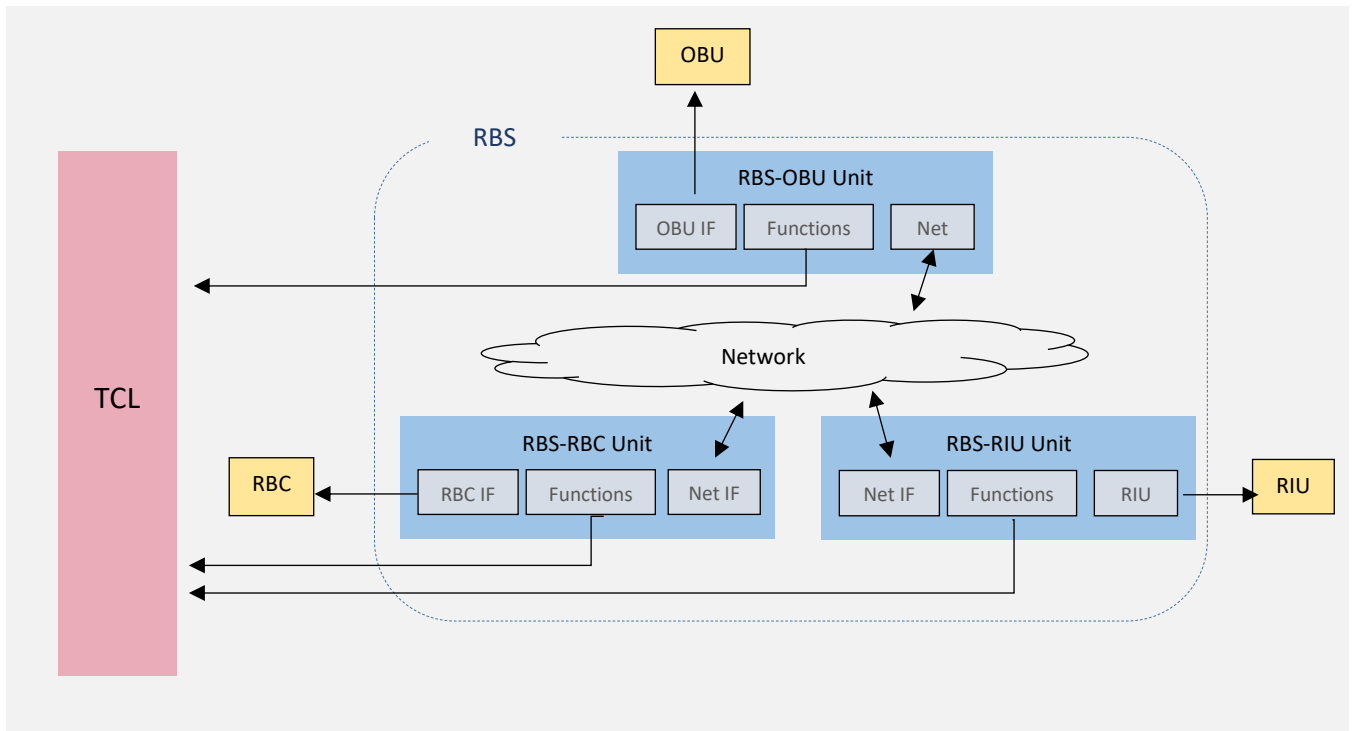 OBU
RBS
RBS-OBU Unit
OBU IF
Functions
Net
Network
TCL
RBS-RBC Unit
RBC IF
Functions
Net IF
RBS-RIU Unit
Net IF
Functions
RIU
RBC
RIU